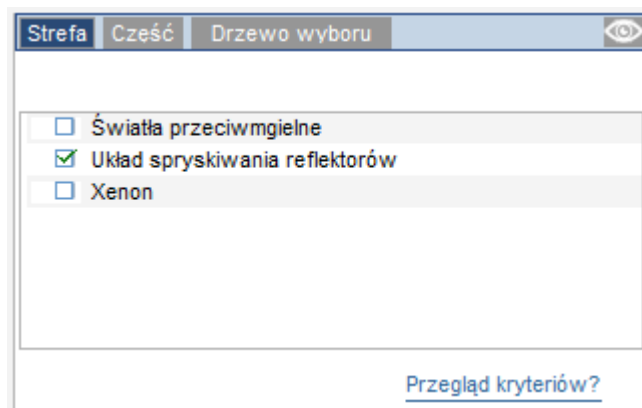 Strefa Część Drzewo wyboru
Światła przeciwmgielne
Układ spryskiwania reflektorów
Xenon
Przegląd kryteriów?